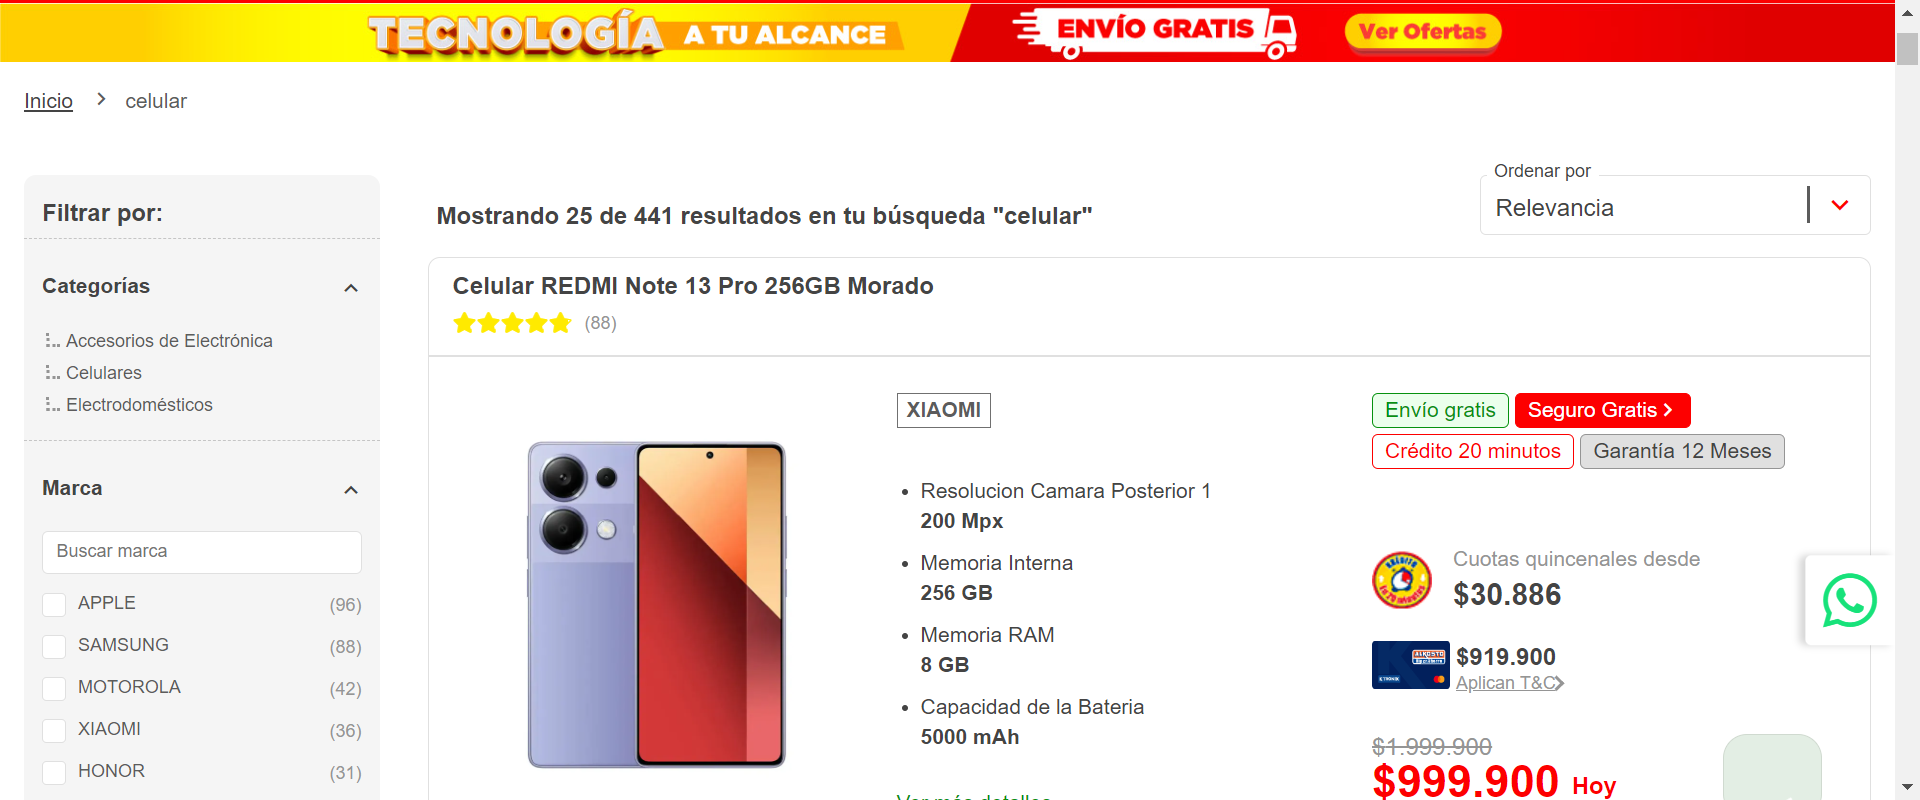 TECNOLOGÍA A TU ALCANCE
ENVÍO GRATIS
Ver Ofertas
Inicio
celular
Filtrar por:
Categorías
Accesorios de Electrónica
Celulares
Electrodomésticos
Marca
Buscar marca
APPLE (96)
SAMSUNG (88)
MOTOROLA (42)
XIAOMI (36)
HONOR (31)
Mostrando 25 de 441 resultados en tu búsqueda "celular"
Ordenar por
Relevancia
Celular REDMI Note 13 Pro 256GB Morado
(88)
XIAOMI
Resolucion Camara Posterior 1
200 Mpx
Memoria Interna
256 GB
Memoria RAM
8 GB
Capacidad de la Bateria
5000 mAh
Ver más detalles
Envío gratis
Seguro Gratis
Crédito 20 minutos
Garantía 12 Meses
Cuotas quincenales desde
$30.886
$919.900
Aplican T&C
$1.999.900
$999.900 Hoy